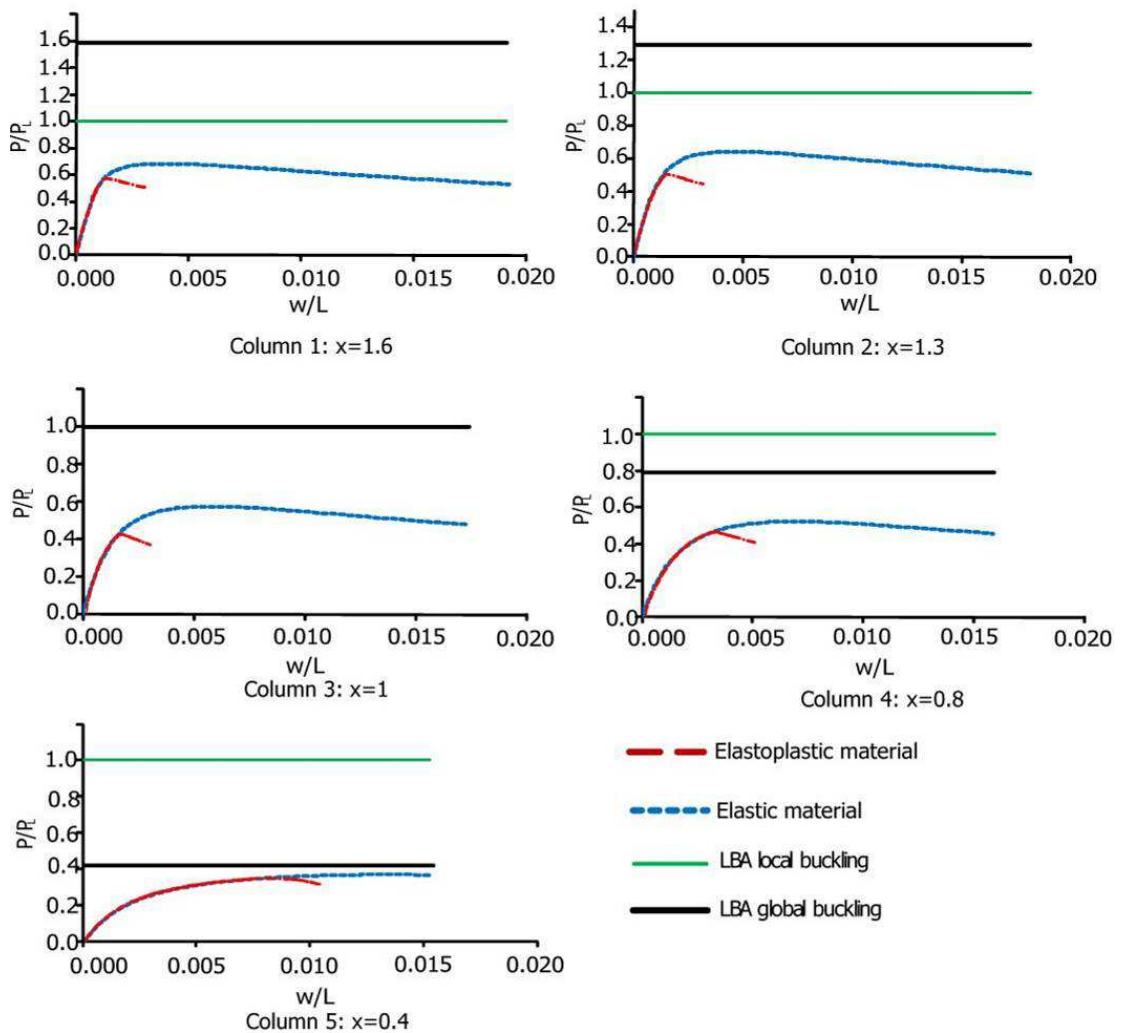 1.6
1.4
1.2
1.0
0.8
0.6
0.4
0.2
0.0
P/PL
0.000 0.005 0.010 0.015 0.020
w/L
Column 1: x=1.6
1.4
1.2
1.0
0.8
0.6
0.4
0.2
0.0
P/PL
0.000 0.005 0.010 0.015 0.020
w/L
Column 2: x=1.3
1.0
0.8
0.6
0.4
0.2
0.0
P/PL
0.000 0.005 0.010 0.015 0.020
w/L
Column 3: x=1
1.0
0.8
0.6
0.4
0.2
0.0
P/PL
0.000 0.005 0.010 0.015 0.020
w/L
Column 4: x=0.8
1.0
0.8
0.6
0.4
0.2
0.0
P/PL
0.000 0.005 0.010 0.015 0.020
w/L
Column 5: x=0.4
Elastoplastic material
Elastic material
LBA local buckling
LBA global buckling